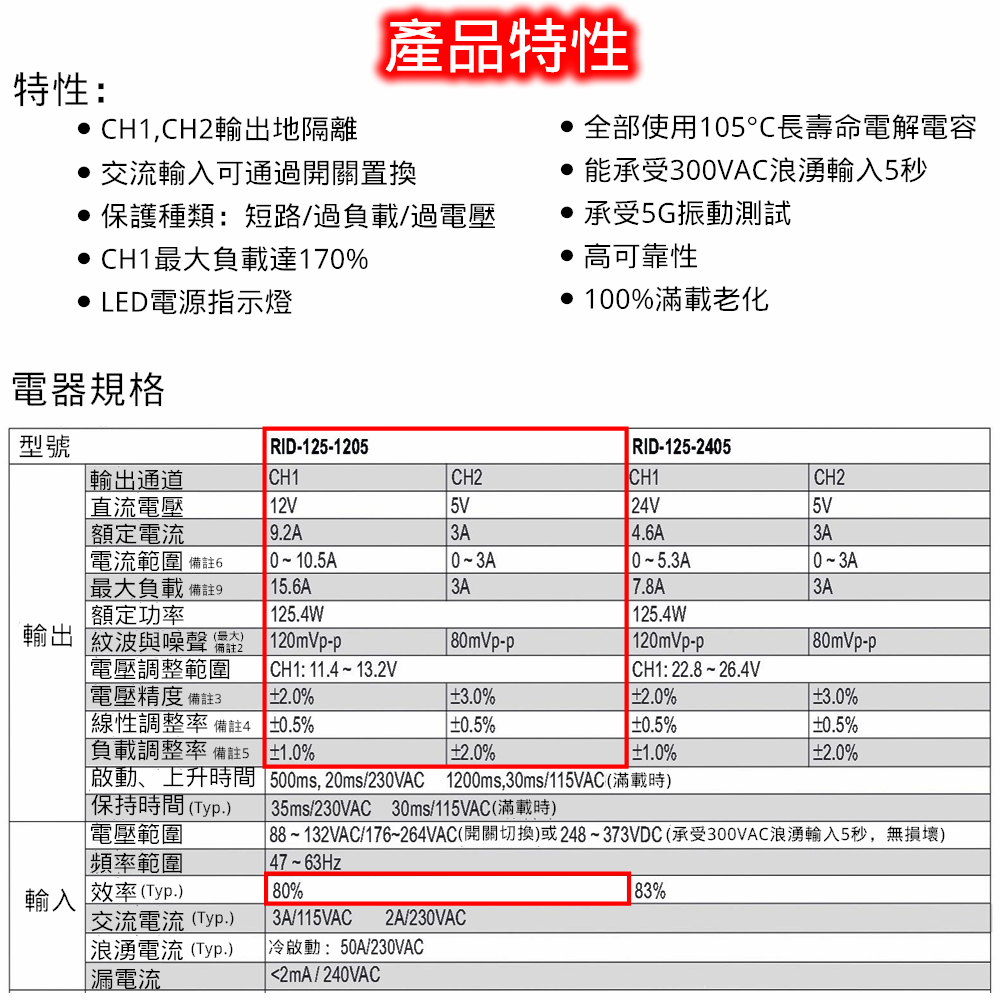 產品特性
特性：
● CH1,CH2輸出地隔離
● 交流輸入可通過開關置換
● 保護種類：短路/過負載/過電壓
● CH1最大負載達170%
● LED電源指示燈
● 全部使用105°C長壽命電解電容
● 能承受300VAC浪湧輸入5秒
● 承受5G振動測試
● 高可靠性
● 100%滿載老化
電器規格
型號 RID-125-1205 RID-125-2405
輸出
輸出通道 CH1 CH2 CH1 CH2
直流電壓 12V 5V 24V 5V
額定電流 9.2A 3A 4.6A 3A
電流範圍 備註6 0 ~ 10.5A 0 ~ 3A 0 ~ 5.3A 0 ~ 3A
最大負載 備註9 15.6A 3A 7.8A 3A
額定功率 125.4W 125.4W
紋波與噪聲 (最大) 備註2 120mVp-p 80mVp-p 120mVp-p 80mVp-p
電壓調整範圍 CH1: 11.4 ~ 13.2V CH1: 22.8 ~ 26.4V
電壓精度 備註3 ±2.0% ±3.0% ±2.0% ±3.0%
線性調整率 備註4 ±0.5% ±0.5% ±0.5% ±0.5%
負載調整率 備註5 ±1.0% ±2.0% ±1.0% ±2.0%
啟動、上升時間 500ms, 20ms/230VAC 1200ms,30ms/115VAC(滿載時)
保持時間 (Typ.) 35ms/230VAC 30ms/115VAC(滿載時)
輸入
電壓範圍 88 ~ 132VAC/176~264VAC(開關切換)或 248 ~ 373VDC (承受300VAC浪湧輸入5秒，無損壞)
頻率範圍 47 ~ 63Hz
效率 (Typ.) 80% 83%
交流電流 (Typ.) 3A/115VAC 2A/230VAC
浪湧電流 (Typ.) 冷啟動：50A/230VAC
漏電流 <2mA / 240VAC